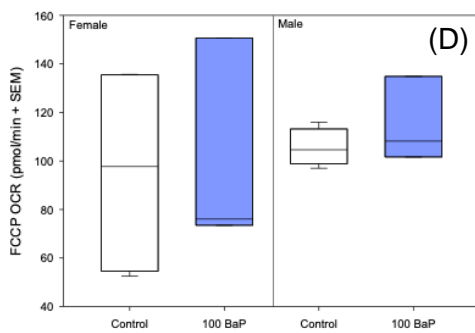 Female
Male
(D)
FCCP OCR (pmol/min + SEM)
160
140
120
100
80
60
40
Control
100 BaP
Control
100 BaP